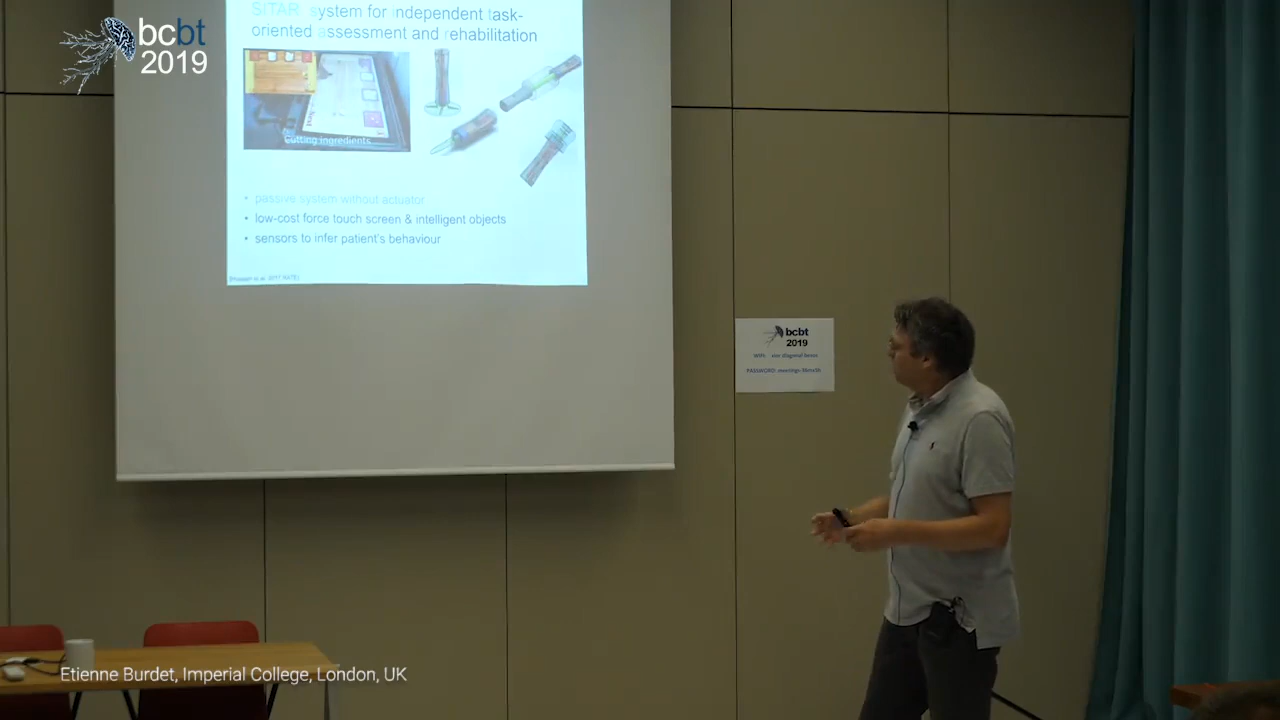 bcbt
2019
SITAR system for independent task-
oriented assessment and rehabilitation
Cutting ingredients
• passive system without actuator
• low-cost force touch screen & intelligent objects
• sensors to infer patient's behaviour
bcbt
2019
PASSWORD:
Etienne Burdet, Imperial College, London, UK